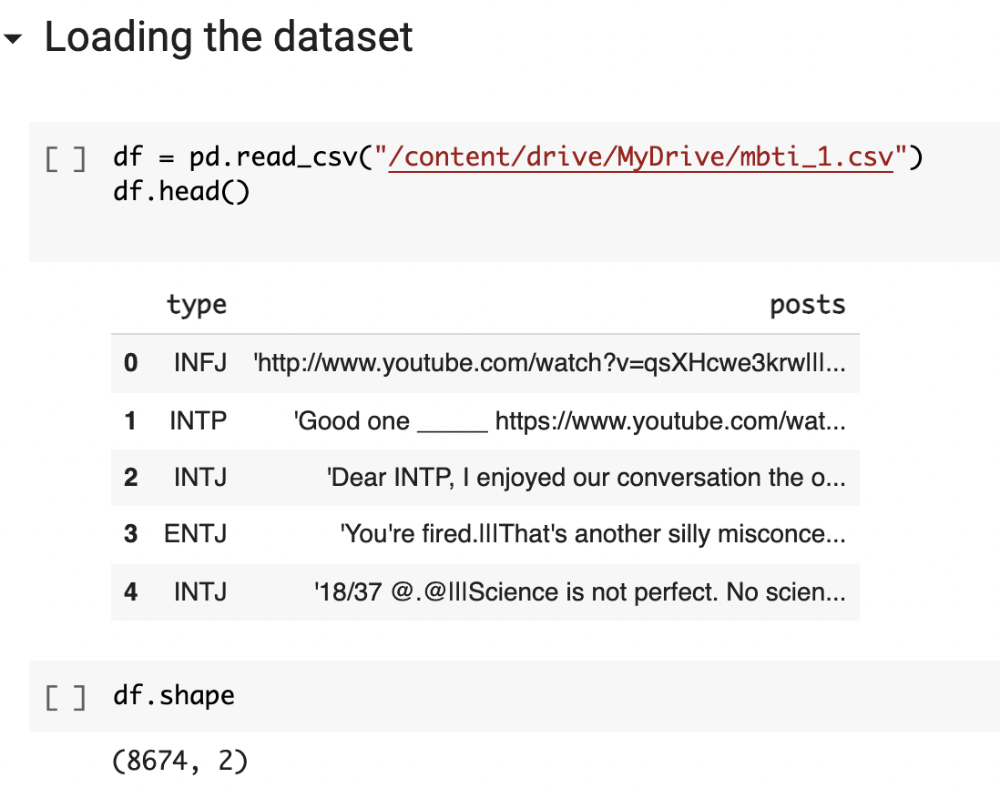 Loading the dataset
[ ] df = pd.read_csv("/content/drive/MyDrive/mbti_1.csv")
df.head()
type posts
0 INFJ 'http://www.youtube.com/watch?v=qsXHcwe3krw|||...
1 INTP 'Good one _____ https://www.youtube.com/wat...
2 INTJ 'Dear INTP, I enjoyed our conversation the o...
3 ENTJ 'You're fired.|||That's another silly misconce...
4 INTJ '18/37 @.@|||Science is not perfect. No scien...
[ ] df.shape
(8674, 2)